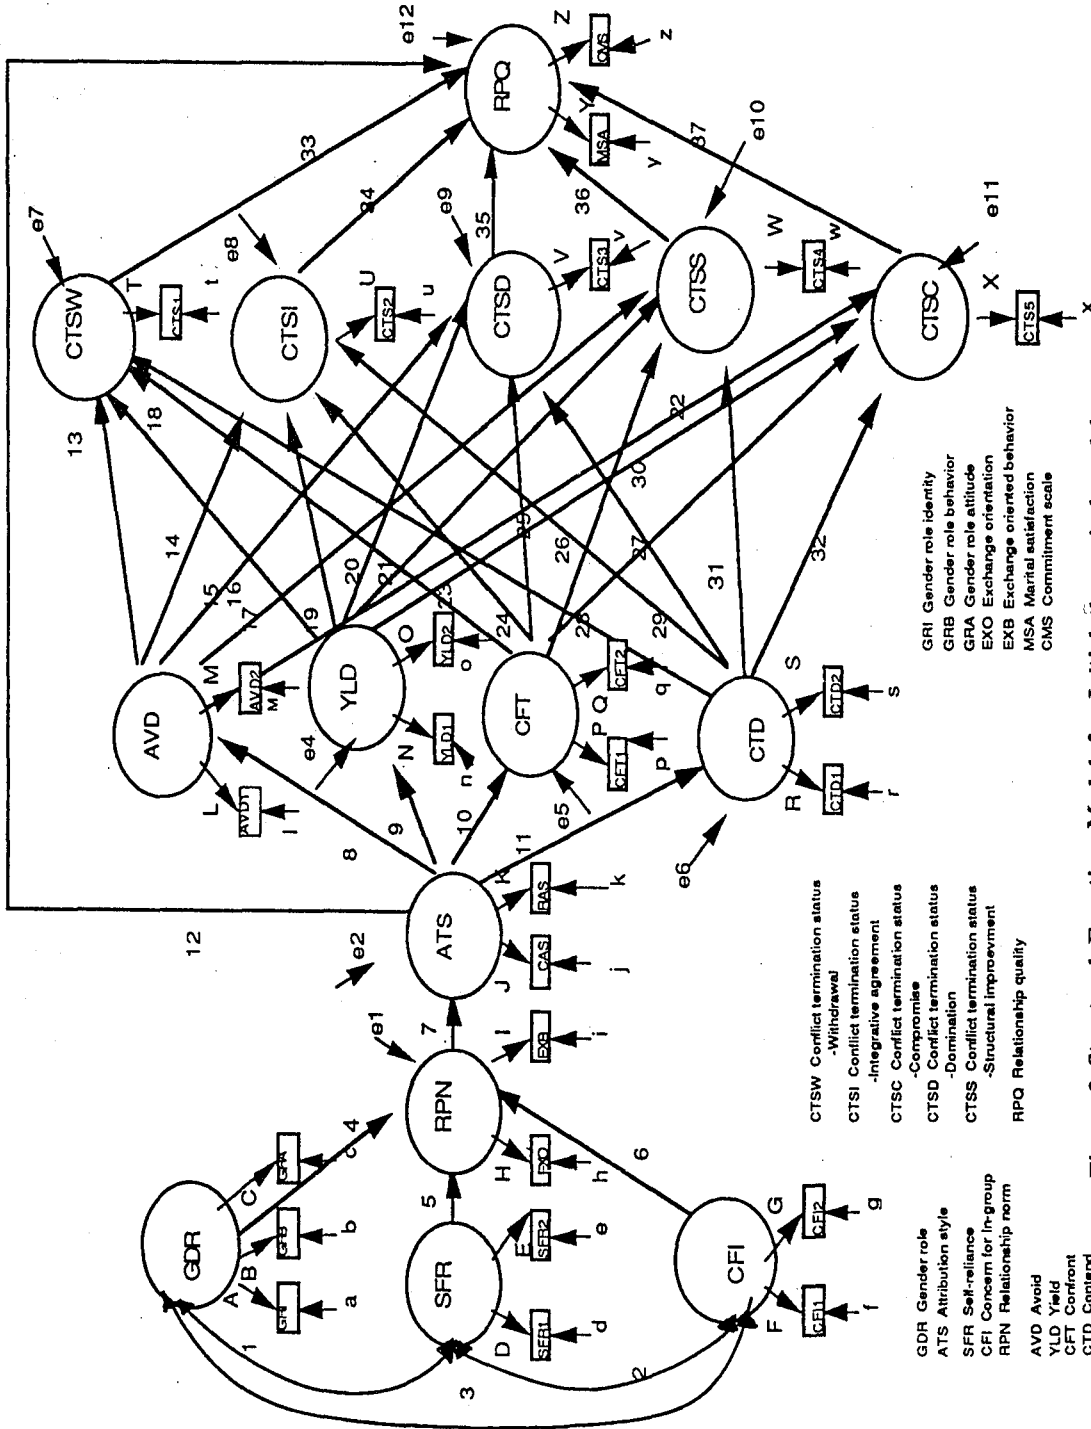 GDR
GRI
GRB
GRA
A
B
C
a
b
c
1
2
3
4
5
6
7
SFR
SFR1
SFR2
D
E
d
e
CFI
CFI1
CFI2
F
G
f
g
RPN
EXO
EXB
H
I
h
i
e1
ATS
CAS
RAS
J
K
j
k
e2
8
9
10
11
12
AVD
AVD1
AVD2
L
M
l
M
YLD
YLD1
YLD2
N
O
n
o
e4
CFT
CFT1
CFT2
P
Q
p
q
e5
CTD
CTD1
CTD2
R
S
r
s
e6
13
14
15
16
17
18
19
20
21
22
23
24
25
26
27
28
29
30
31
32
CTSW
CTS1
T
t
e7
CTSI
CTS2
U
u
e8
CTSD
CTS3
V
v
e9
CTSS
CTS4
W
w
e10
CTSC
CTS5
X
x
e11
33
34
35
36
37
RPQ
MSA
Y
y
Z
z
e12
GDR Gender role
ATS Attribution style
SFR Self-reliance
CFI Concern for in-group
RPN Relationship norm
AVD Avoid
YLD Yield
CFT Confront
CTD Contend
CTSW Conflict termination status
-Withdrawal
CTSI Conflict termination status
-Integrative agreement
CTSC Conflict termination status
-Compromise
CTSD Conflict termination status
-Domination
CTSS Conflict termination status
-Structural improevment
RPQ Relationship quality
GRI Gender role identity
GRB Gender role behavior
GRA Gender role attitude
EXO Exchange orientation
EXB Exchange oriented behavior
MSA Marital satisfaction
CMS Commitment scale